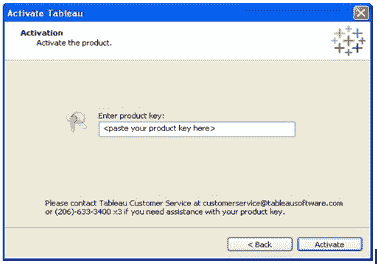 Activate Tableau
Activation
Activate the product.
Enter product key:
<paste your product key here>
Please contact Tableau Customer Service at customerservice@tableausoftware.com
or (206)-633-3400 x3 if you need assistance with your product key.
< Back
Activate